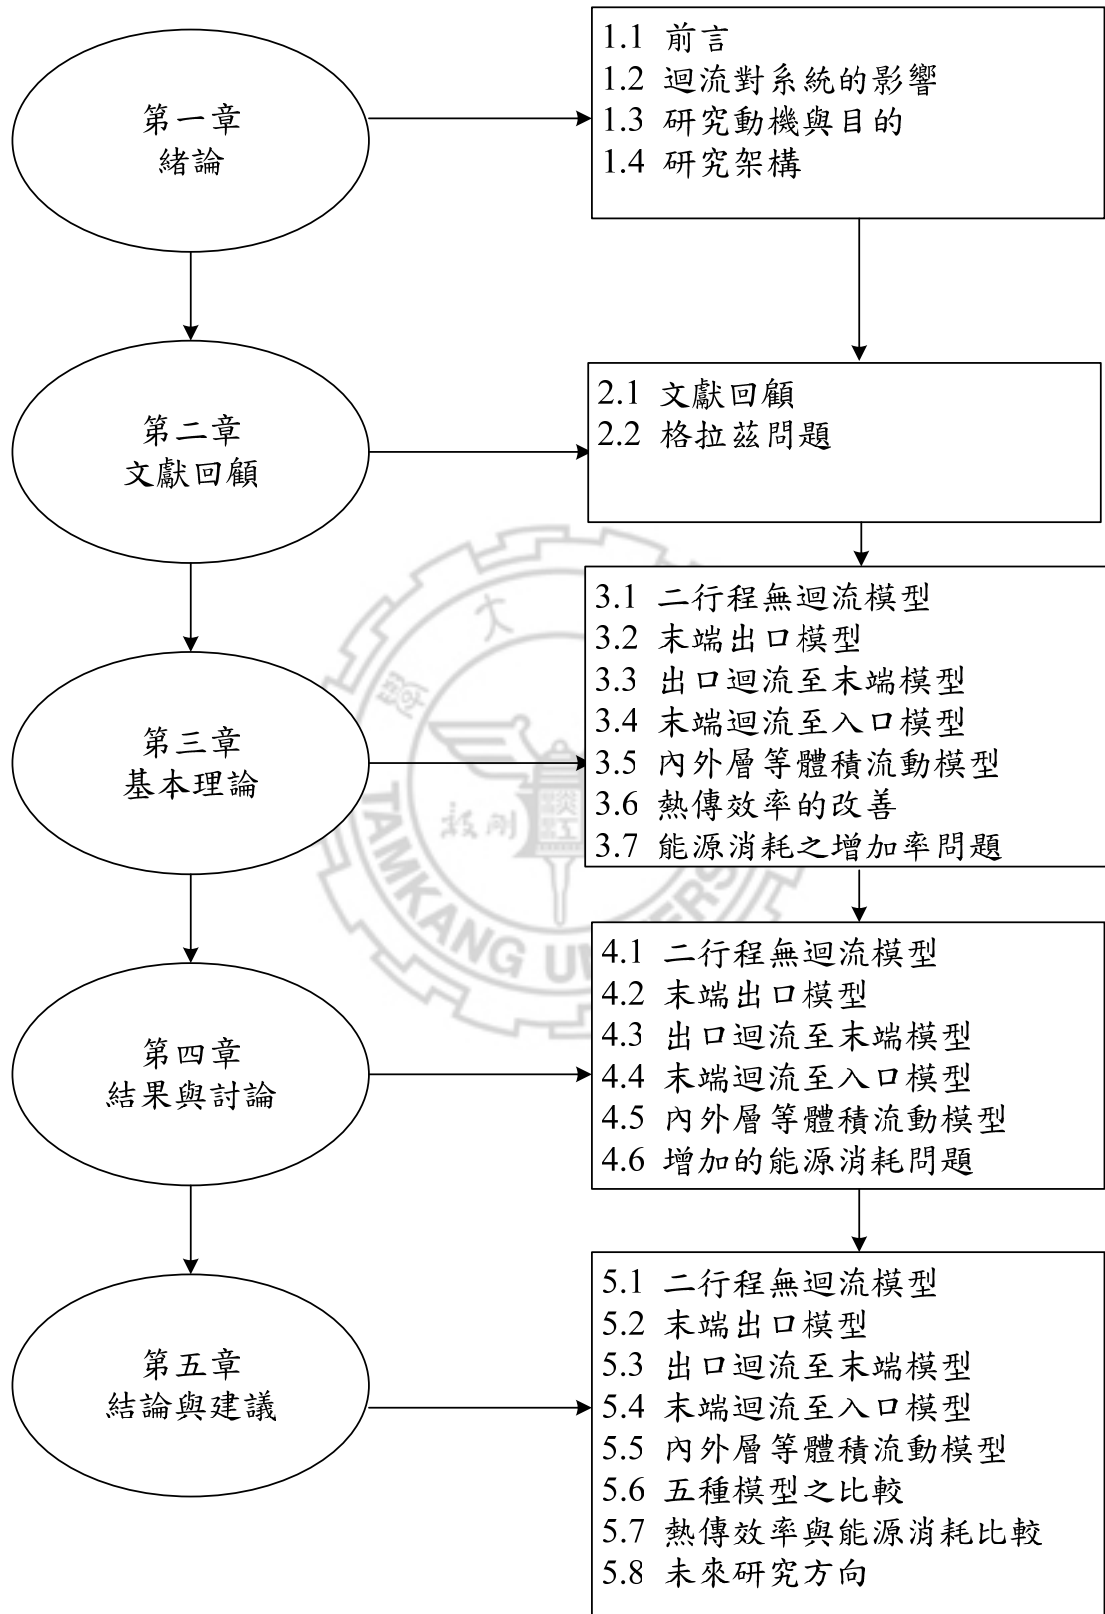 第一章
緒論
1.1 前言
1.2 迴流對系統的影響
1.3 研究動機與目的
1.4 研究架構
第二章
文獻回顧
2.1 文獻回顧
2.2 格拉茲問題
第三章
基本理論
3.1 二行程無迴流模型
3.2 末端出口模型
3.3 出口迴流至末端模型
3.4 末端迴流至入口模型
3.5 內外層等體積流動模型
3.6 熱傳效率的改善
3.7 能源消耗之增加率問題
第四章
結果與討論
4.1 二行程無迴流模型
4.2 末端出口模型
4.3 出口迴流至末端模型
4.4 末端迴流至入口模型
4.5 內外層等體積流動模型
4.6 增加的能源消耗問題
第五章
結論與建議
5.1 二行程無迴流模型
5.2 末端出口模型
5.3 出口迴流至末端模型
5.4 末端迴流至入口模型
5.5 內外層等體積流動模型
5.6 五種模型之比較
5.7 熱傳效率與能源消耗比較
5.8 未來研究方向
大
TAMKANG